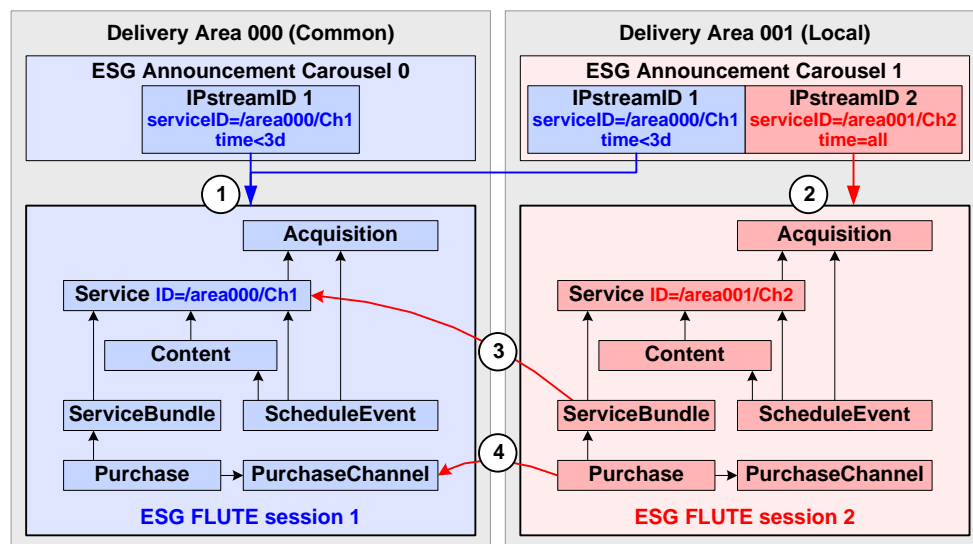 Delivery Area 000 (Common)
ESG Announcement Carousel 0
IPstreamID 1
serviceID=/area000/Ch1
time<3d
1
Acquisition
Service ID=/area000/Ch1
Content
ServiceBundle
ScheduleEvent
Purchase
PurchaseChannel
ESG FLUTE session 1
Delivery Area 001 (Local)
ESG Announcement Carousel 1
IPstreamID 1
serviceID=/area000/Ch1
time<3d
IPstreamID 2
serviceID=/area001/Ch2
time=all
2
Acquisition
Service ID=/area001/Ch2
3
Content
ServiceBundle
ScheduleEvent
4
Purchase
PurchaseChannel
ESG FLUTE session 2